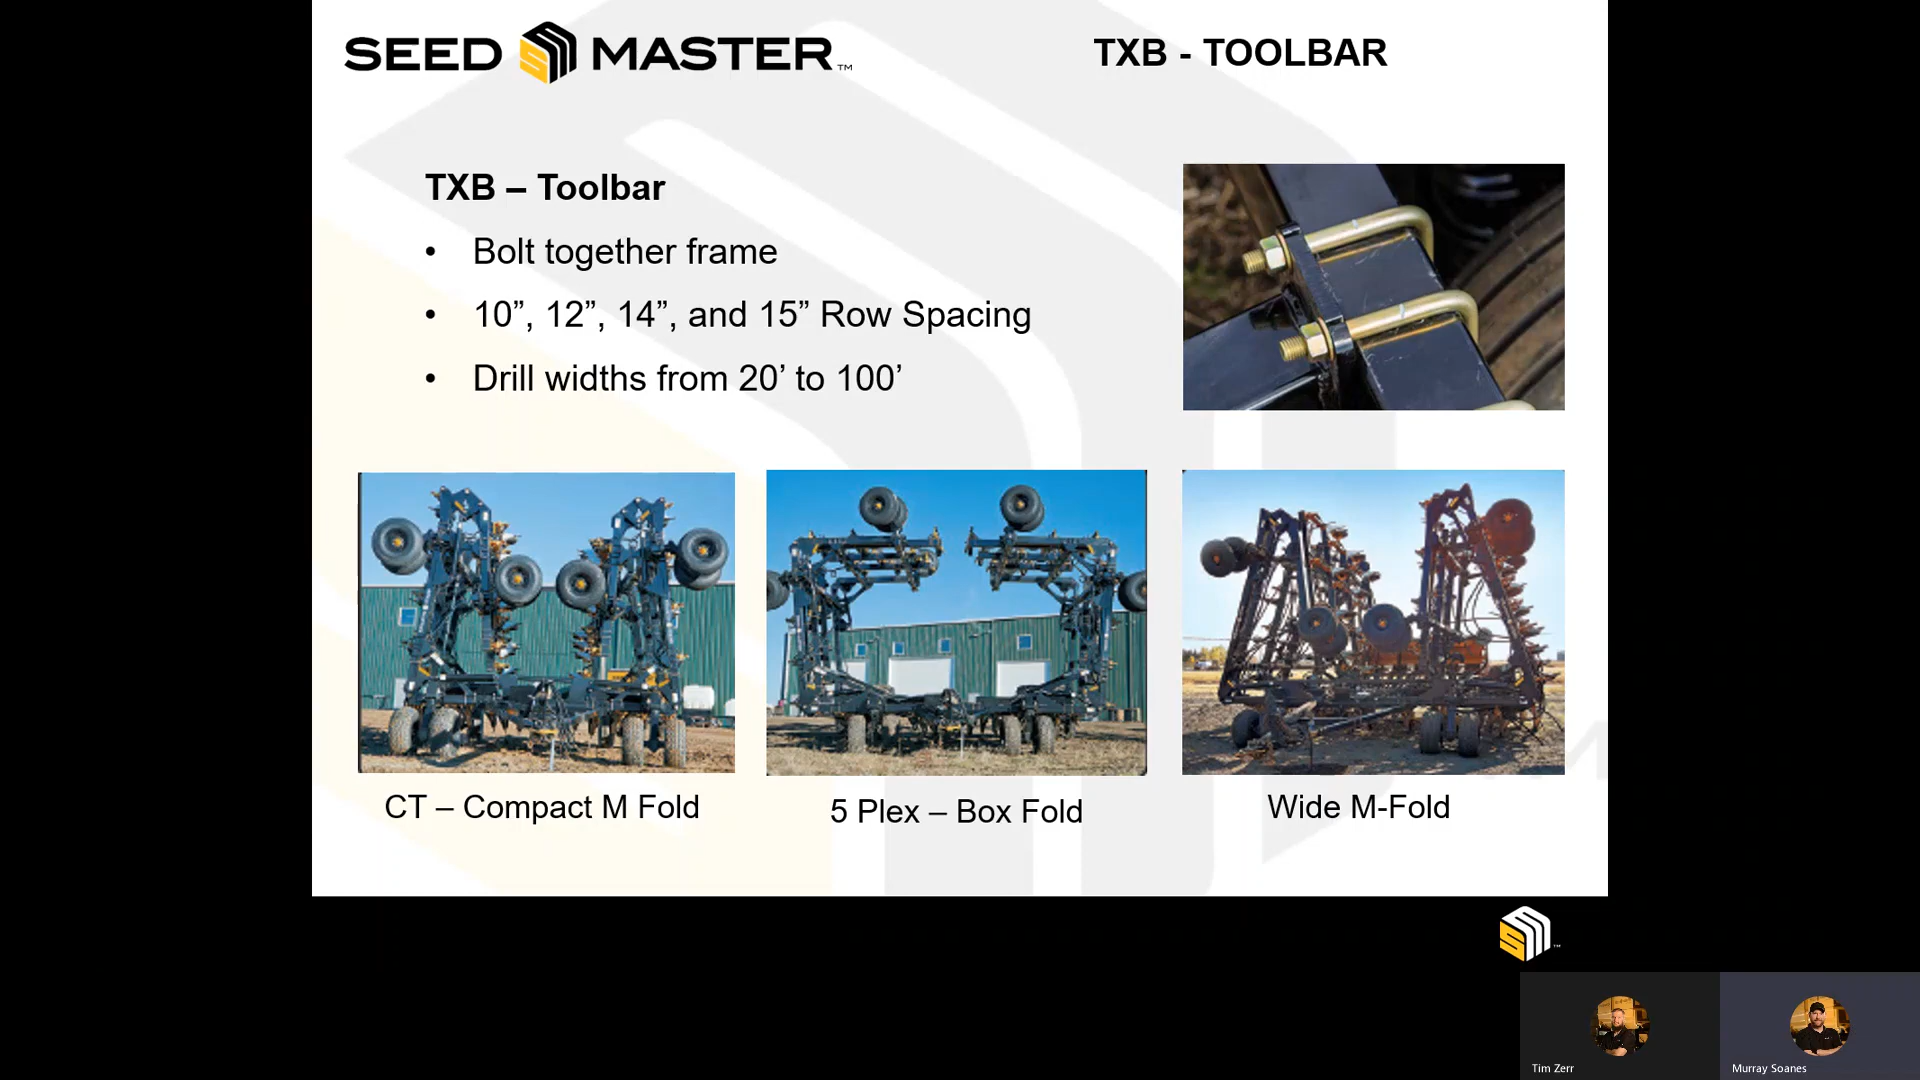 SEED MASTER™
TXB - TOOLBAR
TXB – Toolbar
• Bolt together frame
• 10”, 12”, 14”, and 15” Row Spacing
• Drill widths from 20’ to 100’
CT – Compact M Fold
5 Plex – Box Fold
Wide M-Fold
Tim Zerr
Murray Soanes